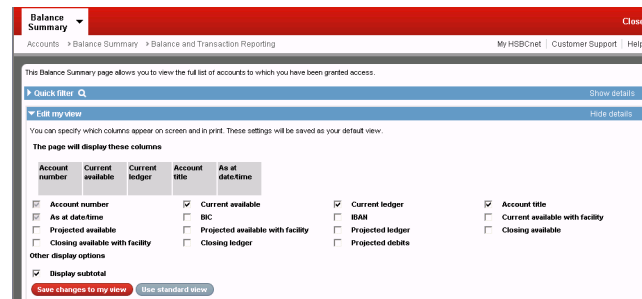 Balance
Summary
Close
Accounts > Balance Summary > Balance and Transaction Reporting
My HSBCnet | Customer Support | Help
This Balance Summary page allows you to view the full list of accounts to which you have been granted access.
Quick filter
Show details
Edit my view
Hide details
You can specify which columns appear on screen and in print. These settings will be saved as your default view.
The page will display these columns
Account number Current available Current ledger Account title As at date/time
Account number Current available Current ledger Account title
As at date/time BIC IBAN Current available with facility
Projected available Projected available with facility Projected ledger Closing available
Closing available with facility Closing ledger Projected debits
Other display options
Display subtotal
Save changes to my view Use standard view